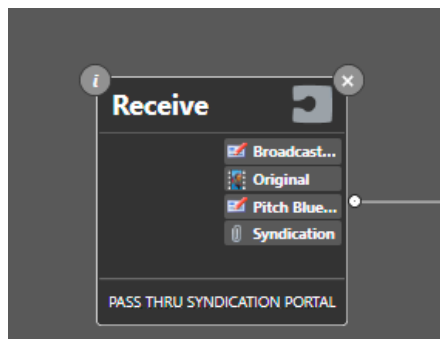 Receive
Broadcast...
Original
Pitch Blue...
Syndication
PASS THRU SYNDICATION PORTAL